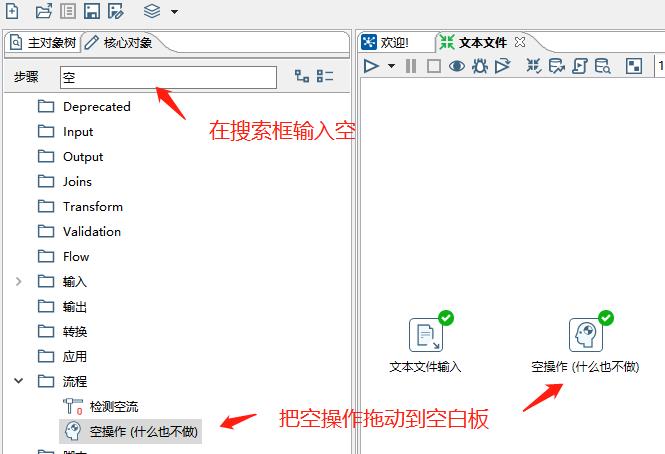 主对象树
核心对象
欢迎!
文本文件
步骤
空
Deprecated
Input
Output
Joins
Transform
Validation
Flow
输入
输出
转换
应用
流程
检测空流
空操作 (什么也不做)
在搜索框输入空
文本文件输入
空操作 (什么也不做)
把空操作拖动到空白板